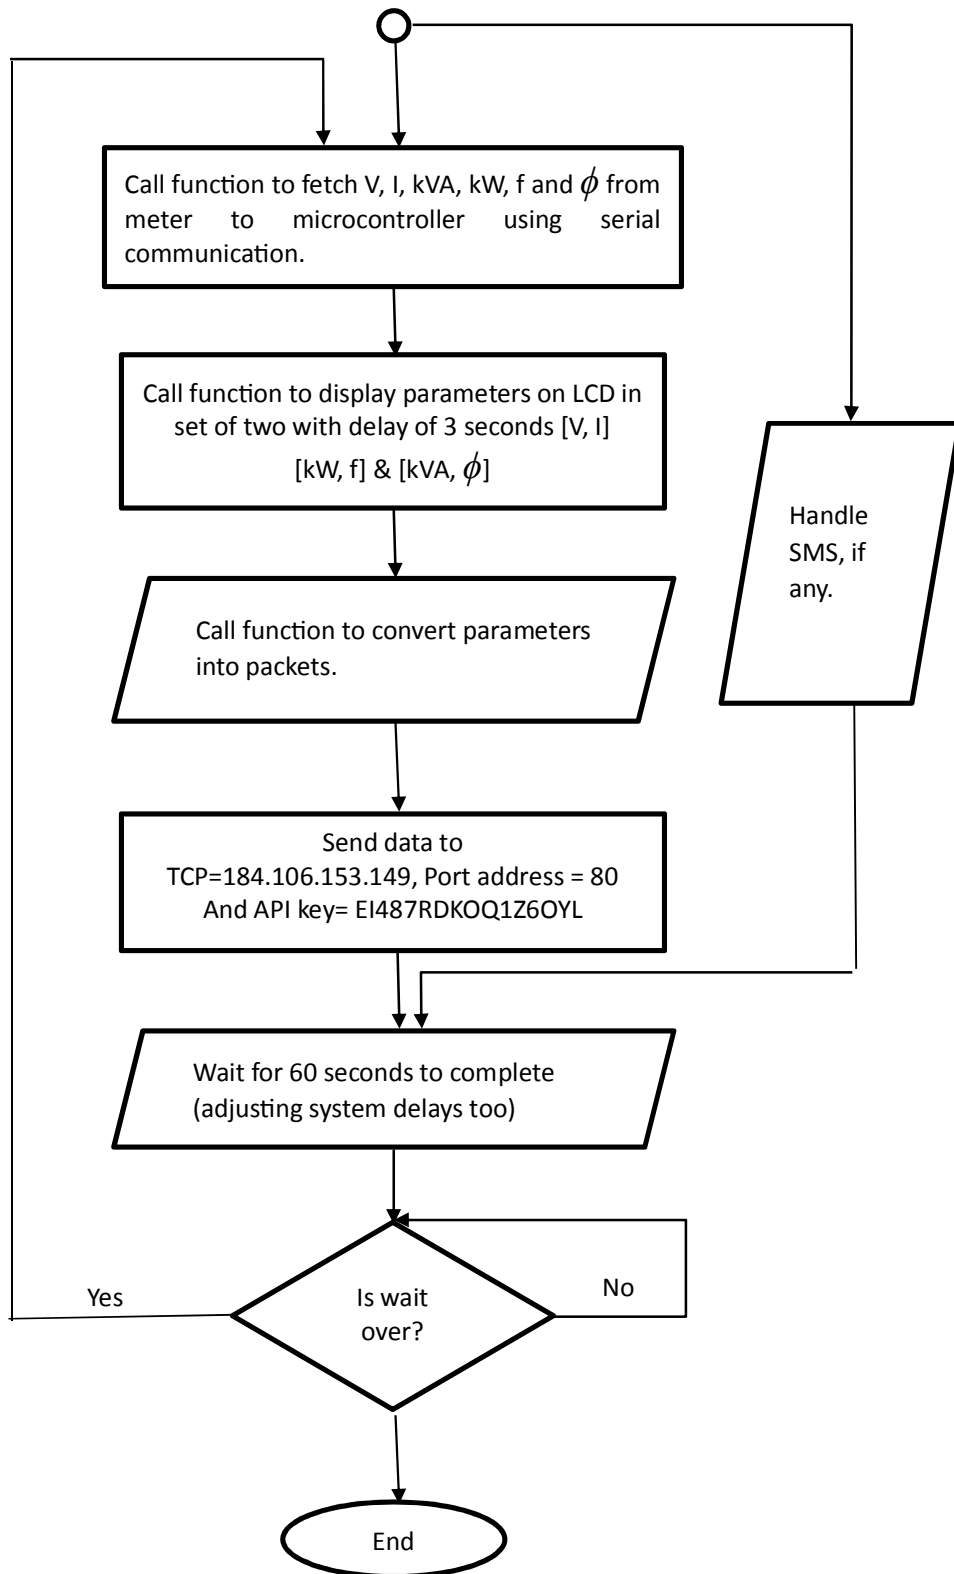 Call function to fetch V, I, kVA, kW, f and ϕ from
meter to microcontroller using serial
communication.
Call function to display parameters on LCD in
set of two with delay of 3 seconds [V, I]
[kW, f] & [kVA, ϕ]
Handle
SMS, if
any.
Call function to convert parameters
into packets.
Send data to
TCP=184.106.153.149, Port address = 80
And API key= EI487RDKOQ1Z6OYL
Wait for 60 seconds to complete
(adjusting system delays too)
Yes
Is wait
over?
No
End